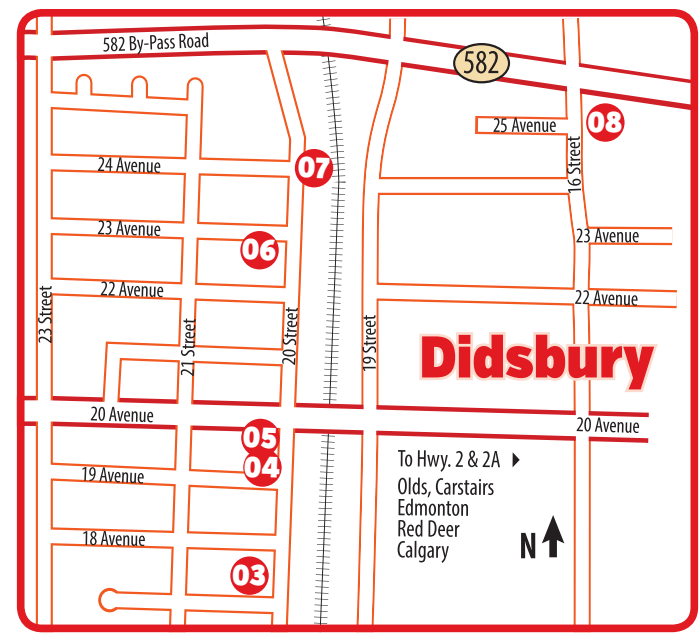 582 By-Pass Road
582
25 Avenue
08
16 Street
24 Avenue
07
23 Avenue
06
23 Avenue
22 Avenue
22 Avenue
23 Street
21 Street
20 Street
19 Street
Didsbury
20 Avenue
20 Avenue
05
04
19 Avenue
18 Avenue
03
To Hwy. 2 & 2A
Olds, Carstairs
Edmonton
Red Deer
Calgary
N